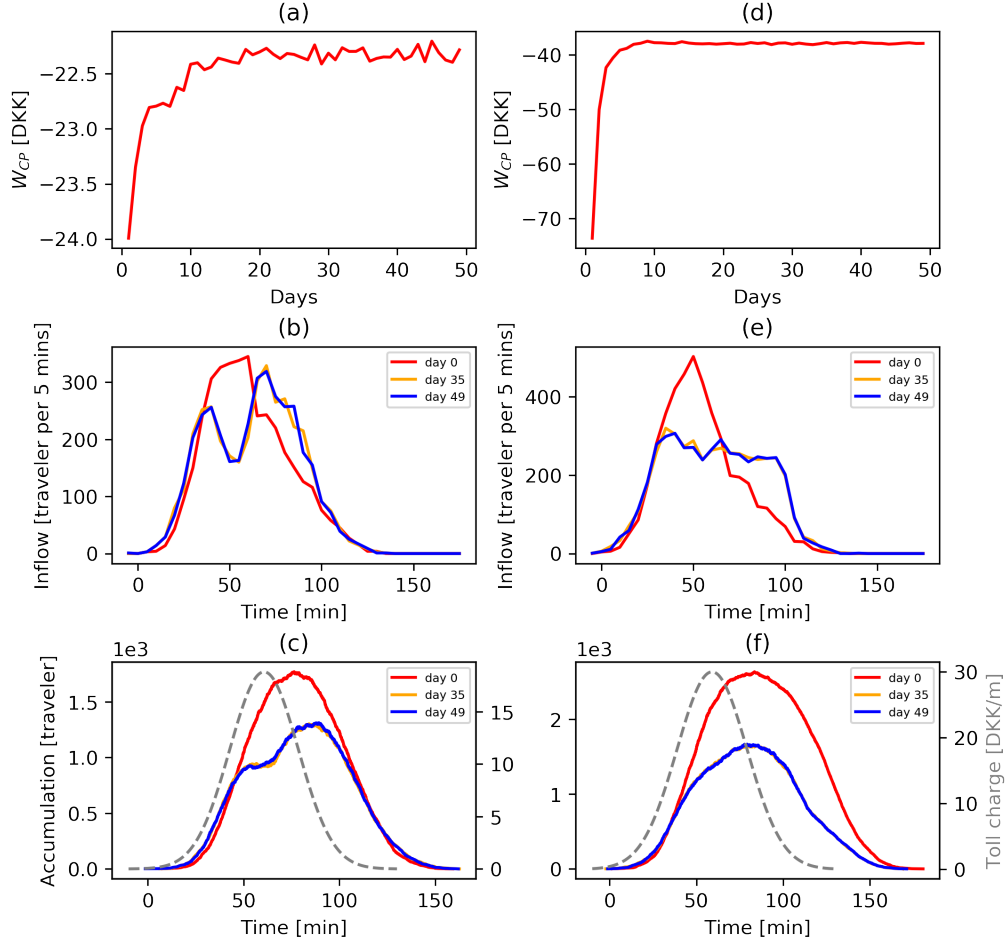 (a)
W_CP [DKK]
−22.5
−23.0
−23.5
−24.0
0 10 20 30 40 50
Days
(d)
W_CP [DKK]
−40
−50
−60
−70
0 10 20 30 40 50
Days
(b)
Inflow [traveler per 5 mins]
300
200
100
0
day 0
day 35
day 49
0 50 100 150
Time [min]
(e)
Inflow [traveler per 5 mins]
400
200
0
day 0
day 35
day 49
0 50 100 150
Time [min]
(c)
1e3
Accumulation [traveler]
1.5
1.0
0.5
0.0
day 0
day 35
day 49
15
10
5
0
0 50 100 150
Time [min]
(f)
1e3
2
1
0
day 0
day 35
day 49
30
20
10
0
Toll charge [DKK/m]
0 50 100 150
Time [min]